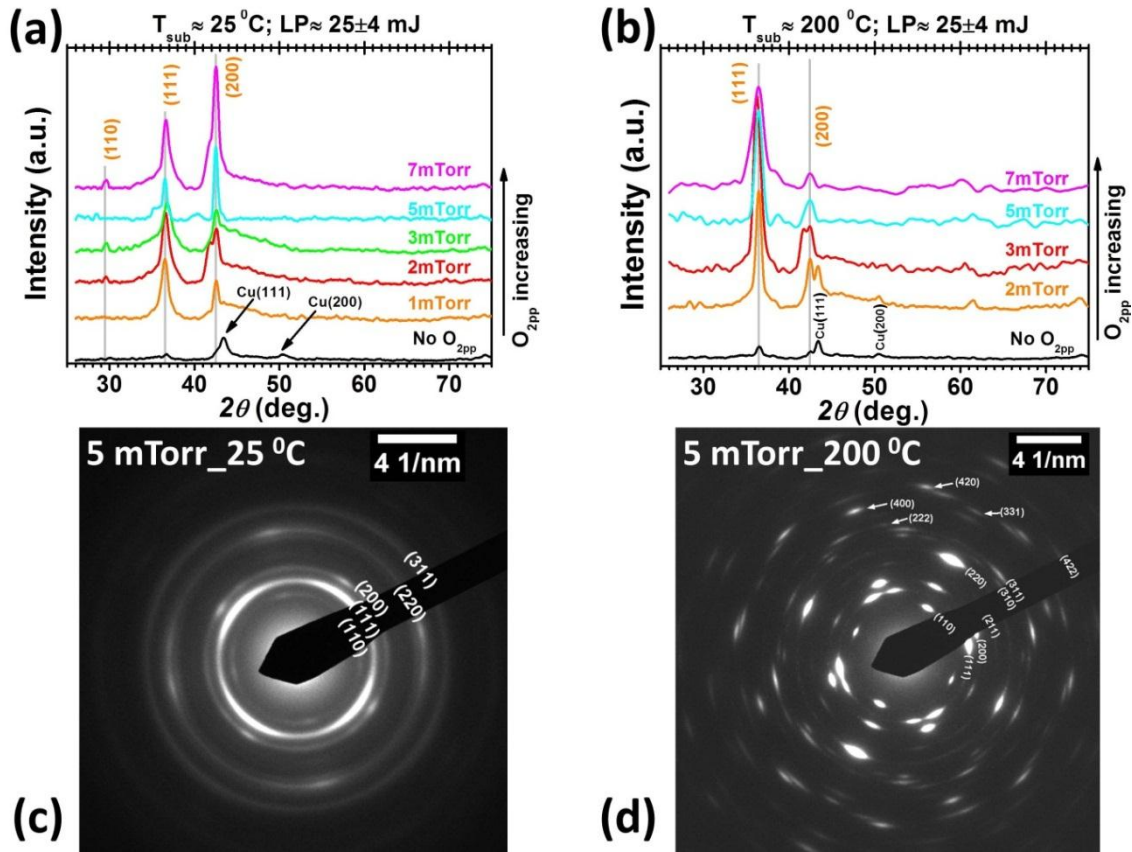 (a)
T sub ≈ 25 ⁰C; LP≈ 25±4 mJ
(110)
(111)
(200)
7mTorr
5mTorr
3mTorr
2mTorr
1mTorr
Cu(111)
Cu(200)
No O2pp
Intensity (a.u.)
O2pp increasing
30 40 50 60 70
2θ (deg.)
(b)
T sub ≈ 200 ⁰C; LP≈ 25±4 mJ
(111)
(200)
7mTorr
5mTorr
3mTorr
2mTorr
Cu(111)
Cu(200)
No O2pp
Intensity (a.u.)
O2pp increasing
30 40 50 60 70
2θ (deg.)
5 mTorr_25 ⁰C
4 1/nm
(311)
(200)
(220)
(111)
(110)
(c)
5 mTorr_200 ⁰C
4 1/nm
(420)
(400)
(331)
(222)
(422)
(220)
(311)
(310)
(110)
(211)
(200)
(111)
(d)